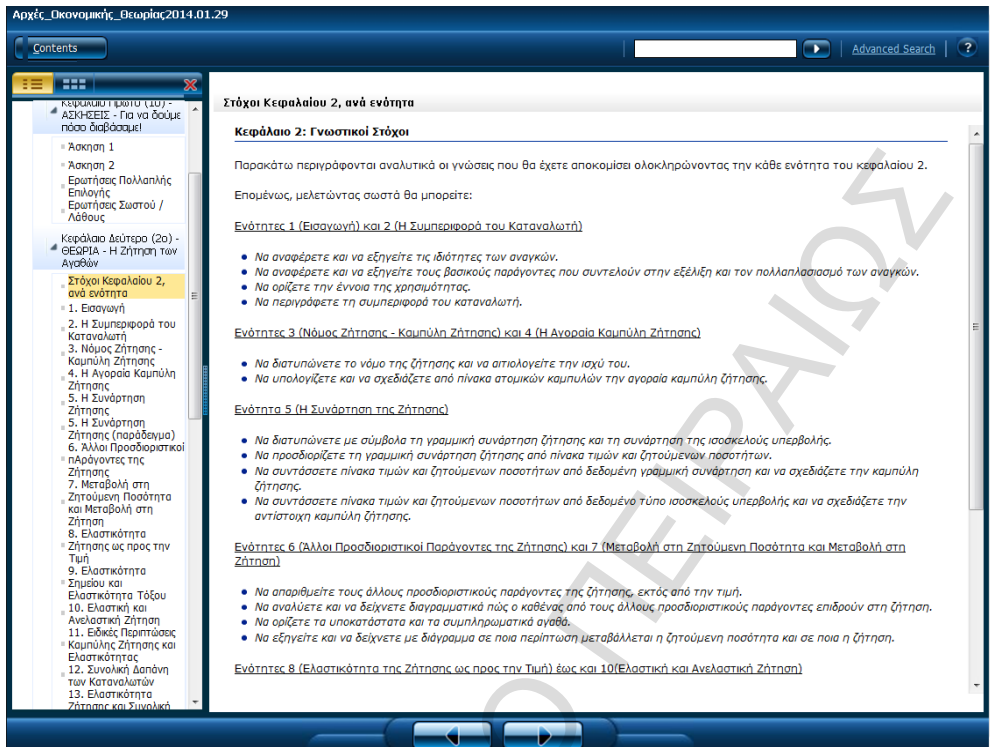 Αρχές_Οικονομικής_Θεωρίας2014.01.29
Contents
Advanced Search
?
Κεφάλαιο Πρώτο (1ο) -
ΑΣΚΗΣΕΙΣ - Για να δούμε
πόσο διαβάσαμε!
Άσκηση 1
Άσκηση 2
Ερωτήσεις Πολλαπλής
Επιλογής
Ερωτήσεις Σωστού /
Λάθους
Κεφάλαιο Δεύτερο (2ο) -
ΘΕΩΡΙΑ - Η Ζήτηση των
Αγαθών
Στόχοι Κεφαλαίου 2,
ανά ενότητα
1. Εισαγωγή
2. Η Συμπεριφορά του
Καταναλωτή
3. Νόμος Ζήτησης -
Καμπύλη Ζήτησης
4. Η Αγοραία Καμπύλη
Ζήτησης
5. Η Συνάρτηση
Ζήτησης
5. Η Συνάρτηση
Ζήτησης (παράδειγμα)
6. Άλλοι Προσδιοριστικοί
πΑράγοντες της
Ζήτησης
7. Μεταβολή στη
Ζητούμενη Ποσότητα
και Μεταβολή στη
Ζήτηση
8. Ελαστικότητα
Ζήτησης ως προς την
Τιμή
9. Ελαστικότητα
Σημείου και
Ελαστικότητα Τόξου
10. Ελαστική και
Ανελαστική Ζήτηση
11. Ειδικές Περιπτώσεις
Καμπύλης Ζήτησης και
Ελαστικότητας
12. Συνολική Δαπάνη
των Καταναλωτών
13. Ελαστικότητα
Ζήτησης και Συνολική
Στόχοι Κεφαλαίου 2, ανά ενότητα
Κεφάλαιο 2: Γνωστικοί Στόχοι
Παρακάτω περιγράφονται αναλυτικά οι γνώσεις που θα έχετε αποκομίσει ολοκληρώνοντας την κάθε ενότητα του κεφαλαίου 2.
Επομένως, μελετώντας σωστά θα μπορείτε:
Ενότητες 1 (Εισαγωγή) και 2 (Η Συμπεριφορά του Καταναλωτή)
Να αναφέρετε και να εξηγείτε τις ιδιότητες των αναγκών.
Να αναφέρετε και να εξηγείτε τους βασικούς παράγοντες που συντελούν στην εξέλιξη και τον πολλαπλασιασμό των αναγκών.
Να ορίζετε την έννοια της χρησιμότητας.
Να περιγράφετε τη συμπεριφορά του καταναλωτή.
Ενότητες 3 (Νόμος Ζήτησης - Καμπύλη Ζήτησης) και 4 (Η Αγοραία Καμπύλη Ζήτησης)
Να διατυπώνετε το νόμο της ζήτησης και να αιτιολογείτε την ισχύ του.
Να υπολογίζετε και να σχεδιάζετε από πίνακα ατομικών καμπυλών την αγοραία καμπύλη ζήτησης.
Ενότητα 5 (Η Συνάρτηση της Ζήτησης)
Να διατυπώνετε με σύμβολα τη γραμμική συνάρτηση ζήτησης και τη συνάρτηση της ισοσκελούς υπερβολής.
Να προσδιορίζετε τη γραμμική συνάρτηση ζήτησης από πίνακα τιμών και ζητούμενων ποσοτήτων.
Να συντάσσετε πίνακα τιμών και ζητούμενων ποσοτήτων από δεδομένη γραμμική συνάρτηση και να σχεδιάζετε την καμπύλη
ζήτησης.
Να συντάσσετε πίνακα τιμών και ζητούμενων ποσοτήτων από δεδομένο τύπο ισοσκελούς υπερβολής και να σχεδιάζετε την
αντίστοιχη καμπύλη ζήτησης.
Ενότητες 6 (Άλλοι Προσδιοριστικοί Παράγοντες της Ζήτησης) και 7 (Μεταβολή στη Ζητούμενη Ποσότητα και Μεταβολή στη
Ζήτηση)
Να απαριθμείτε τους άλλους προσδιοριστικούς παράγοντες της ζήτησης, εκτός από την τιμή.
Να αναλύετε και να δείχνετε διαγραμματικά πώς ο καθένας από τους άλλους προσδιοριστικούς παράγοντες επιδρούν στη ζήτηση.
Να ορίζετε τα υποκατάστατα και τα συμπληρωματικά αγαθά.
Να εξηγείτε και να δείχνετε με διάγραμμα σε ποια περίπτωση μεταβάλλεται η ζητούμενη ποσότητα και σε ποια η ζήτηση.
Ενότητες 8 (Ελαστικότητα της Ζήτησης ως προς την Τιμή) έως και 10(Ελαστική και Ανελαστική Ζήτηση)
Ο ΠΕΙΡΑΙΩΣ